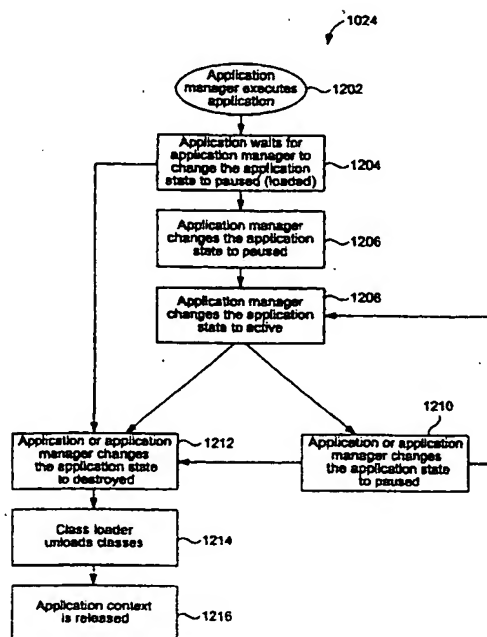 1024
Application
manager executes
application
1202
Application waits for
application manager to
change the application
state to paused (loaded)
1204
Application manager
changes the application
state to paused
1206
Application manager
changes the application
state to active
1208
Application or application
manager changes
the application state
to destroyed
1212
Application or application
manager changes
the application state
to paused
1210
Class loader
unloads classes
1214
Application context
is released
1216